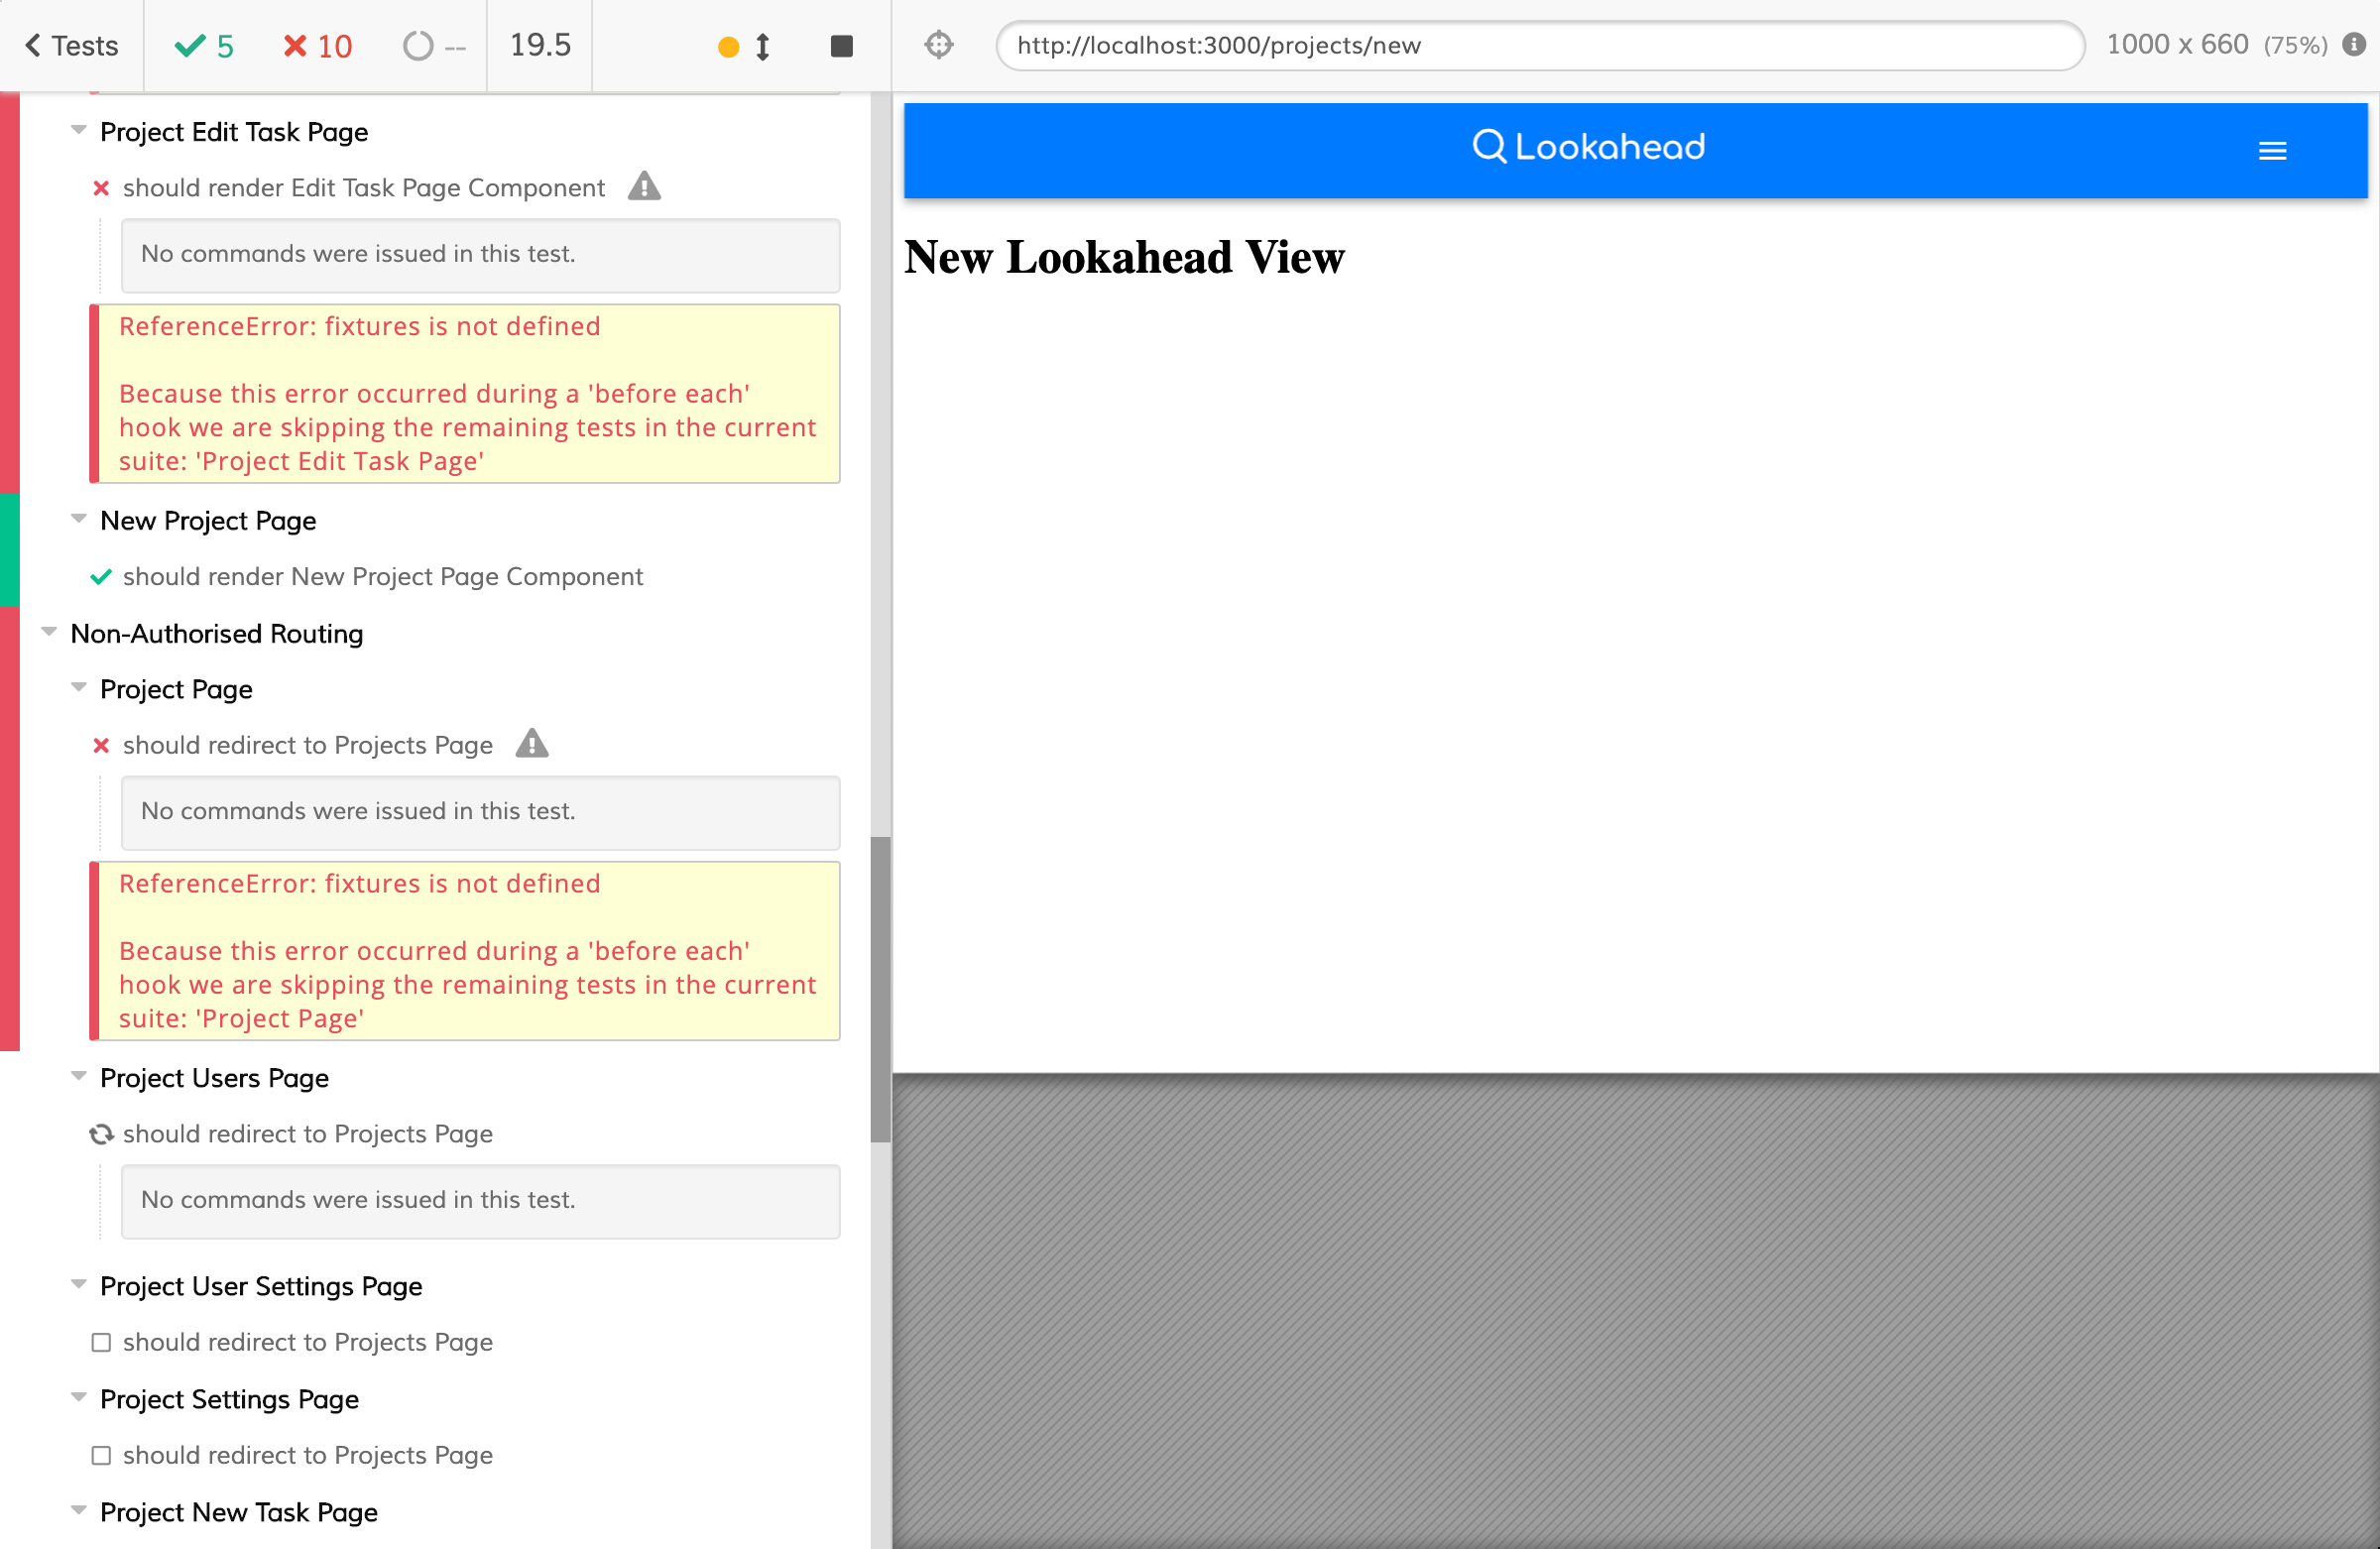 Tests
5
10
--
19.5
http://localhost:3000/projects/new
1000 x 660 (75%)
Project Edit Task Page
should render Edit Task Page Component
No commands were issued in this test.
ReferenceError: fixtures is not defined
Because this error occurred during a 'before each'
hook we are skipping the remaining tests in the current
suite: 'Project Edit Task Page'
New Project Page
should render New Project Page Component
Non-Authorised Routing
Project Page
should redirect to Projects Page
No commands were issued in this test.
ReferenceError: fixtures is not defined
Because this error occurred during a 'before each'
hook we are skipping the remaining tests in the current
suite: 'Project Page'
Project Users Page
should redirect to Projects Page
No commands were issued in this test.
Project User Settings Page
should redirect to Projects Page
Project Settings Page
should redirect to Projects Page
Project New Task Page
Lookahead
New Lookahead View